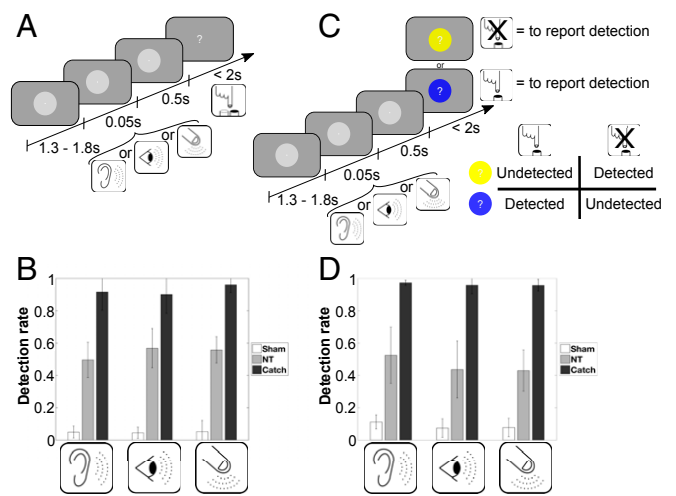 A
?
< 2s
0.5s
0.05s
1.3 - 1.8s
or
or
C
?
= to report detection
or
?
= to report detection
< 2s
0.5s
0.05s
1.3 - 1.8s
or
or
? Undetected Detected
? Detected Undetected
B
Detection rate
1
0.8
0.6
0.4
0.2
0
Sham
NT
Catch
D
Detection rate
1
0.8
0.6
0.4
0.2
0
Sham
NT
Catch